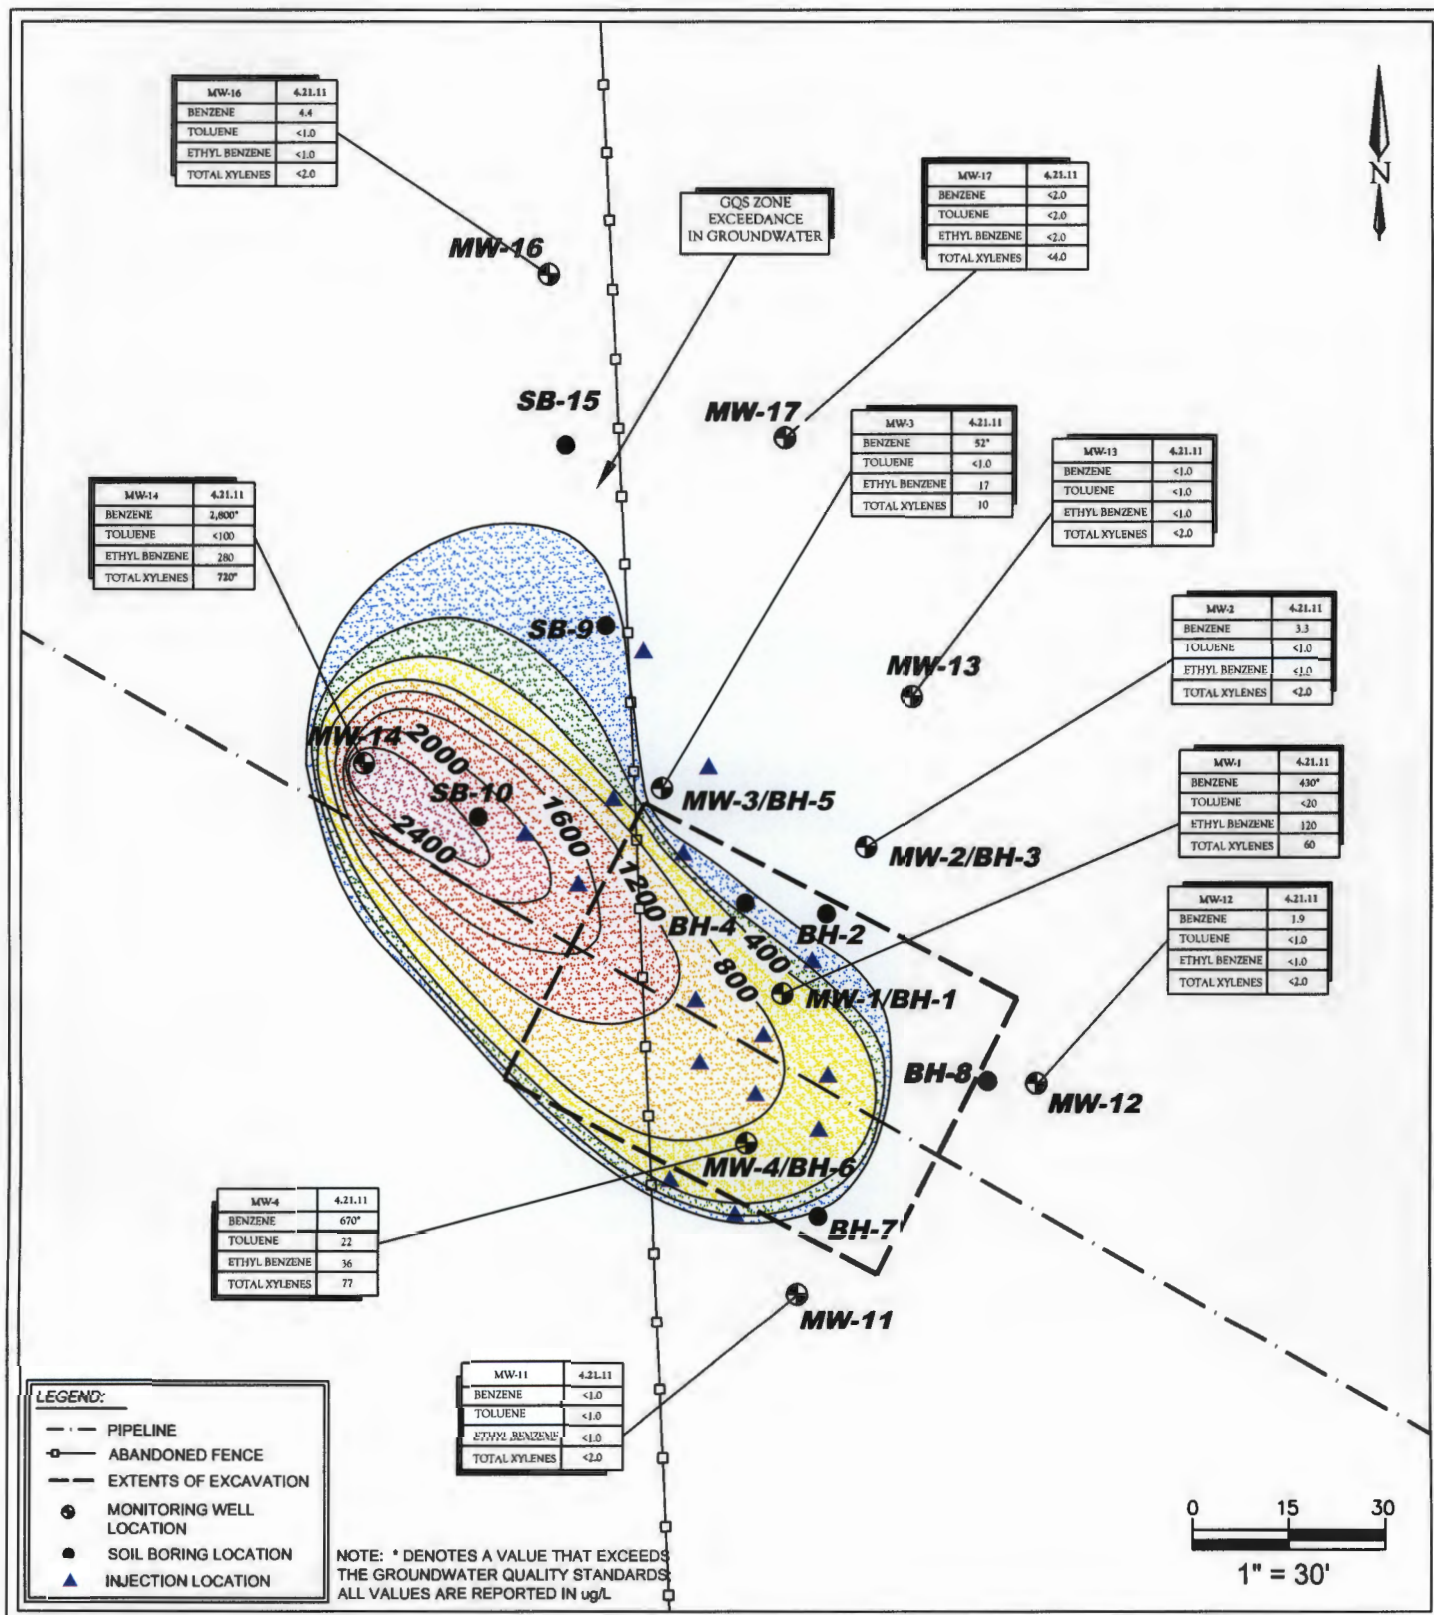 MW-16 4.21.11
BENZENE 4.4
TOLUENE <1.0
ETHYL BENZENE <1.0
TOTAL XYLENES <2.0
GQS ZONE
EXCEEDANCE
IN GROUNDWATER
MW-17 4.21.11
BENZENE <2.0
TOLUENE <2.0
ETHYL BENZENE <2.0
TOTAL XYLENES <4.0
N
MW-16
SB-15
MW-17
MW-3 4.21.11
BENZENE 52*
TOLUENE <1.0
ETHYL BENZENE 17
TOTAL XYLENES 10
MW-13 4.21.11
BENZENE <1.0
TOLUENE <1.0
ETHYL BENZENE <1.0
TOTAL XYLENES <2.0
MW-14 4.21.11
BENZENE 2,800*
TOLUENE <100
ETHYL BENZENE 280
TOTAL XYLENES 720*
MW-2 4.21.11
BENZENE 3.3
TOLUENE <1.0
ETHYL BENZENE <1.0
TOTAL XYLENES <2.0
SB-9
MW-13
MW-14
2000
SB-10
2400
1600
1200
MW-3/BH-5
MW-2/BH-3
MW-1 4.21.11
BENZENE 430*
TOLUENE <20
ETHYL BENZENE 120
TOTAL XYLENES 60
BH-4
400
BH-2
800
MW-1/BH-1
MW-12 4.21.11
BENZENE 1.9
TOLUENE <1.0
ETHYL BENZENE <1.0
TOTAL XYLENES <2.0
BH-8
MW-12
MW-4/BH-6
BH-7
MW-4 4.21.11
BENZENE 670*
TOLUENE 22
ETHYL BENZENE 36
TOTAL XYLENES 77
MW-11
MW-11 4.21.11
BENZENE <1.0
TOLUENE <1.0
ETHYL BENZENE <1.0
TOTAL XYLENES <2.0
LEGEND:
PIPELINE
ABANDONED FENCE
EXTENTS OF EXCAVATION
MONITORING WELL
LOCATION
SOIL BORING LOCATION
INJECTION LOCATION
NOTE: * DENOTES A VALUE THAT EXCEEDS
THE GROUNDWATER QUALITY STANDARDS
ALL VALUES ARE REPORTED IN ug/L
0 15 30
1" = 30'